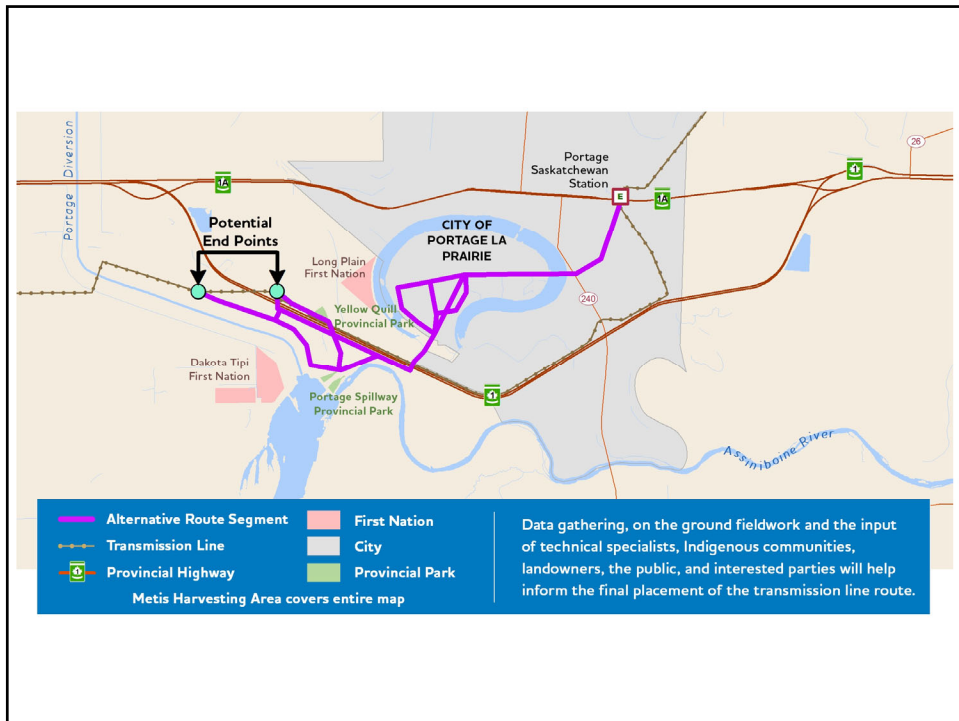 Portage Diversion
1A
Potential
End Points
Long Plain
First Nation
CITY OF
PORTAGE LA
PRAIRIE
Portage
Saskatchewan
Station
E
1A
1
26
240
Yellow Quill
Provincial Park
Dakota Tipi
First Nation
Portage Spillway
Provincial Park
1
Assiniboine River
Alternative Route Segment
Transmission Line
1
Provincial Highway
First Nation
City
Provincial Park
Metis Harvesting Area covers entire map
Data gathering, on the ground fieldwork and the input
of technical specialists, Indigenous communities,
landowners, the public, and interested parties will help
inform the final placement of the transmission line route.